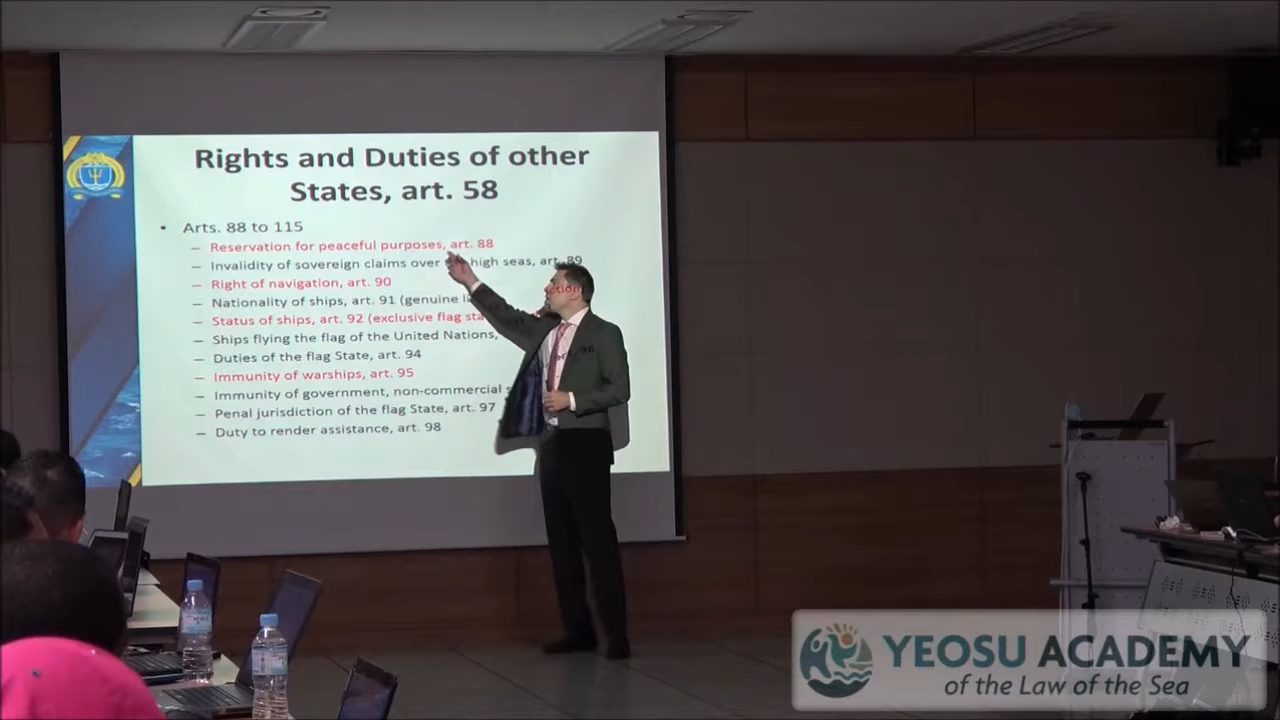 Rights and Duties of other
States, art. 58
• Arts. 88 to 115
– Reservation for peaceful purposes, art. 88
– Invalidity of sovereign claims over high seas, art. 89
– Right of navigation, art. 90
– Nationality of ships, art. 91 (genuine
– Status of ships, art. 92 (exclusive flag
– Ships flying the flag of the United Nations,
– Duties of the flag State, art. 94
– Immunity of warships, art. 95
– Immunity of government, non-commercial
– Penal jurisdiction of the flag State, art. 97
– Duty to render assistance, art. 98
YEOSU ACADEMY
of the Law of the Sea